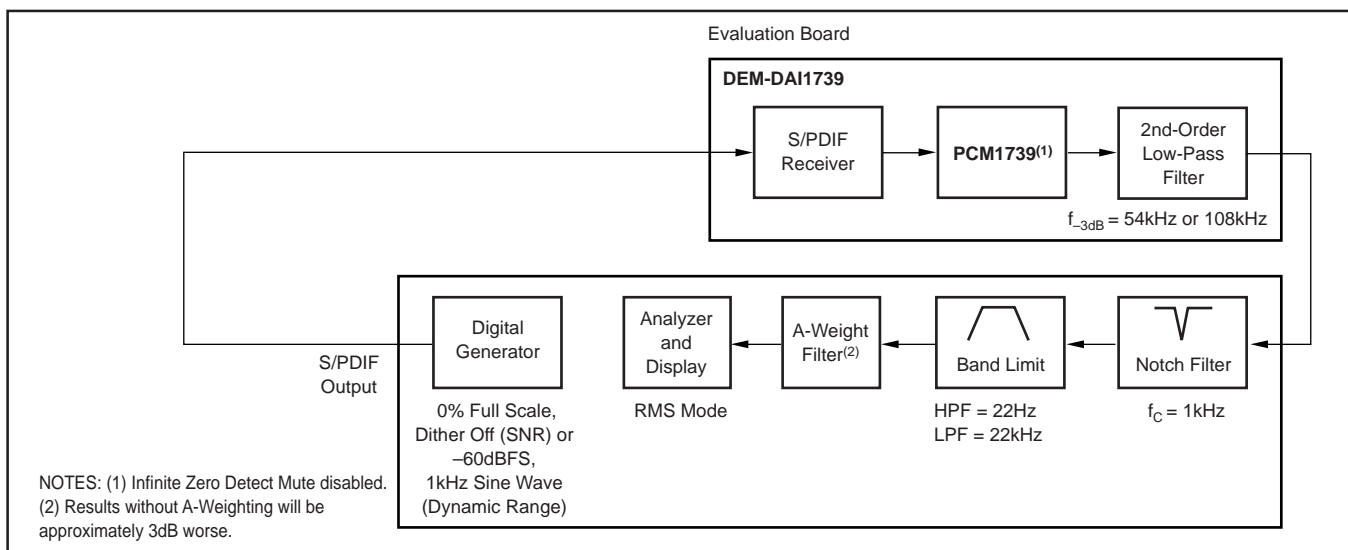 Evaluation Board
DEM-DAI1739
S/PDIF
Receiver
PCM1739(1)
2nd-Order
Low-Pass
Filter
f–3dB = 54kHz or 108kHz
S/PDIF
Output
Digital
Generator
0% Full Scale,
Dither Off (SNR) or
–60dBFS,
1kHz Sine Wave
(Dynamic Range)
Analyzer
and
Display
RMS Mode
A-Weight
Filter(2)
Band Limit
HPF = 22Hz
LPF = 22kHz
Notch Filter
fC = 1kHz
NOTES: (1) Infinite Zero Detect Mute disabled.
(2) Results without A-Weighting will be
approximately 3dB worse.